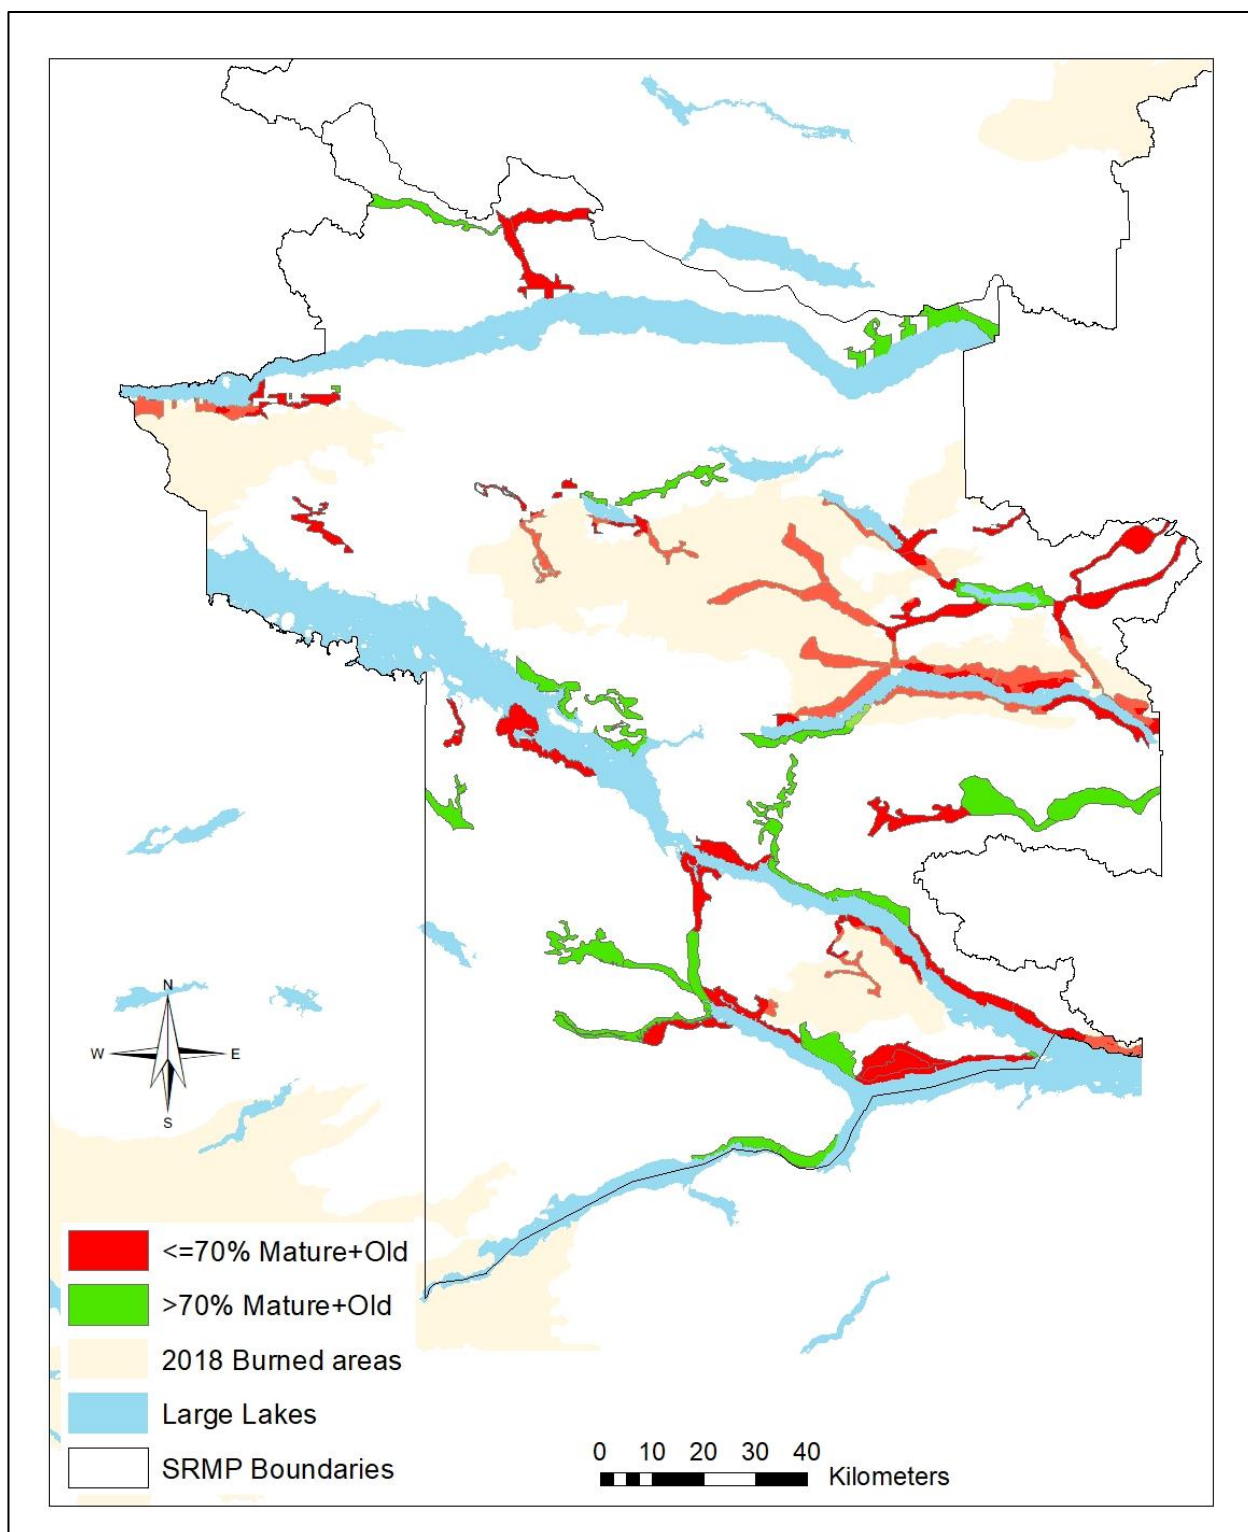 N
W E
S
<=70% Mature+Old
>70% Mature+Old
2018 Burned areas
Large Lakes
SRMP Boundaries
0 10 20 30 40
Kilometers